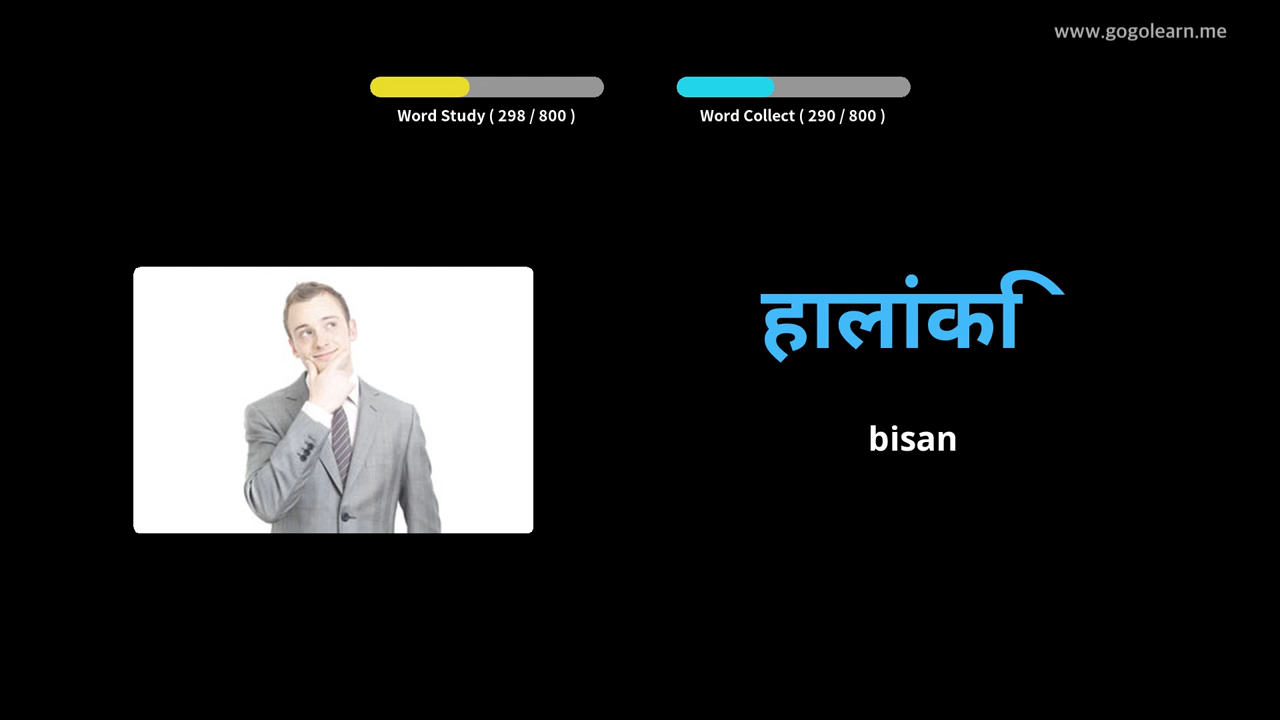 www.gogolearn.me
Word Study ( 298 / 800 )
Word Collect ( 290 / 800 )
हालांकि
bisan